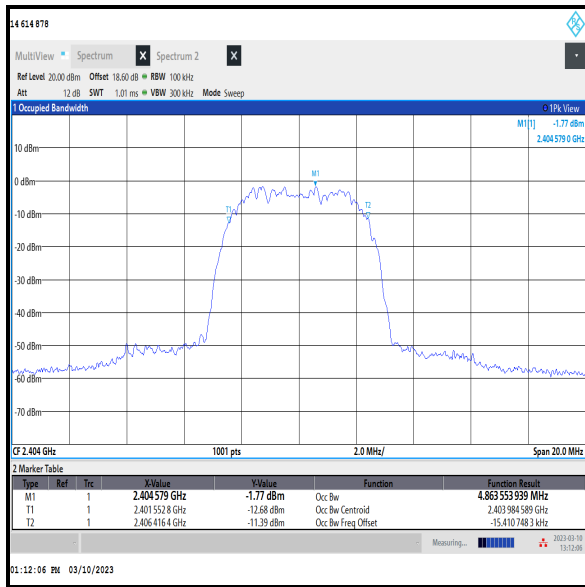 14 614 878
MultiView Spectrum X Spectrum 2 X
Ref Level 20.00 dBm Offset 18.60 dB RBW 100 kHz
Att 12 dB SWT 1.01 ms VBW 300 kHz Mode Sweep
1 Occupied Bandwidth 1Pk View
M1[1] -1.77 dBm
2.404 579 0 GHz
10 dBm
0 dBm
M1
T1
T2
-10 dBm
-20 dBm
-30 dBm
-40 dBm
-50 dBm
-60 dBm
-70 dBm
CF 2.404 GHz 1001 pts 2.0 MHz/ Span 20.0 MHz
2 Marker Table
Type Ref Trc X-Value Y-Value Function Function Result
M1 1 2.404 579 GHz -1.77 dBm Occ Bw 4.863 553 939 MHz
T1 1 2.401 552 8 GHz -12.68 dBm Occ Bw Centroid 2.403 984 589 GHz
T2 1 2.406 416 4 GHz -11.39 dBm Occ Bw Freq Offset -15.410 748 3 kHz
Measuring... 2023-03-10
13:12:06
01:12:06 PM 03/10/2023